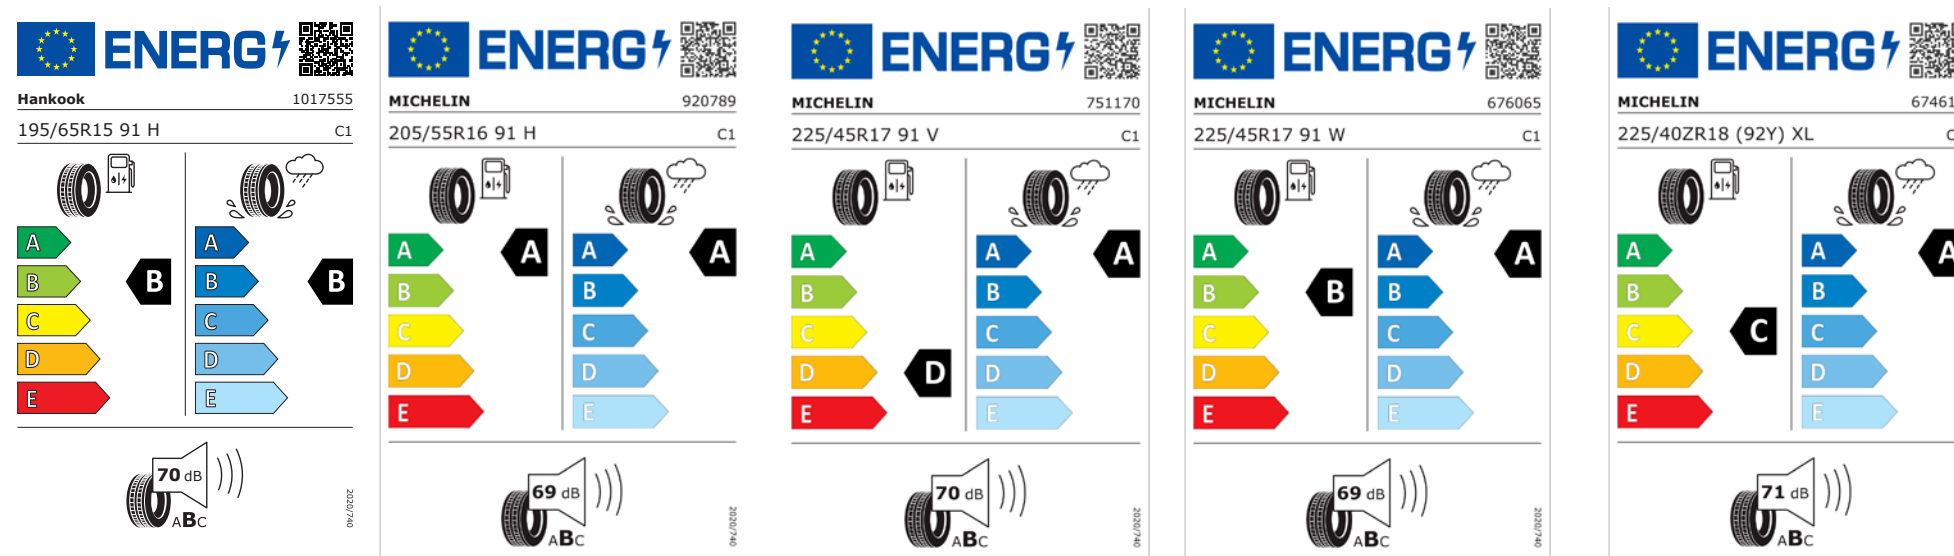 ENERG
Hankook 1017555
195/65R15 91 H C1
A A
B B B B
C C
D D
E E
70 dB
ABC
2020/740
ENERG
MICHELIN 920789
205/55R16 91 H C1
A A A A
B B
C C
D D
E E
69 dB
ABC
2020/740
ENERG
MICHELIN 751170
225/45R17 91 V C1
A A A
B B
C C
D D D
E E
70 dB
ABC
2020/740
ENERG
MICHELIN 676065
225/45R17 91 W C1
A A A
B B B
C C
D D
E E
69 dB
ABC
2020/740
ENERG
MICHELIN 67461
225/40ZR18 (92Y) XL
A A A
B B
C C C
D D
E E
71 dB
ABC